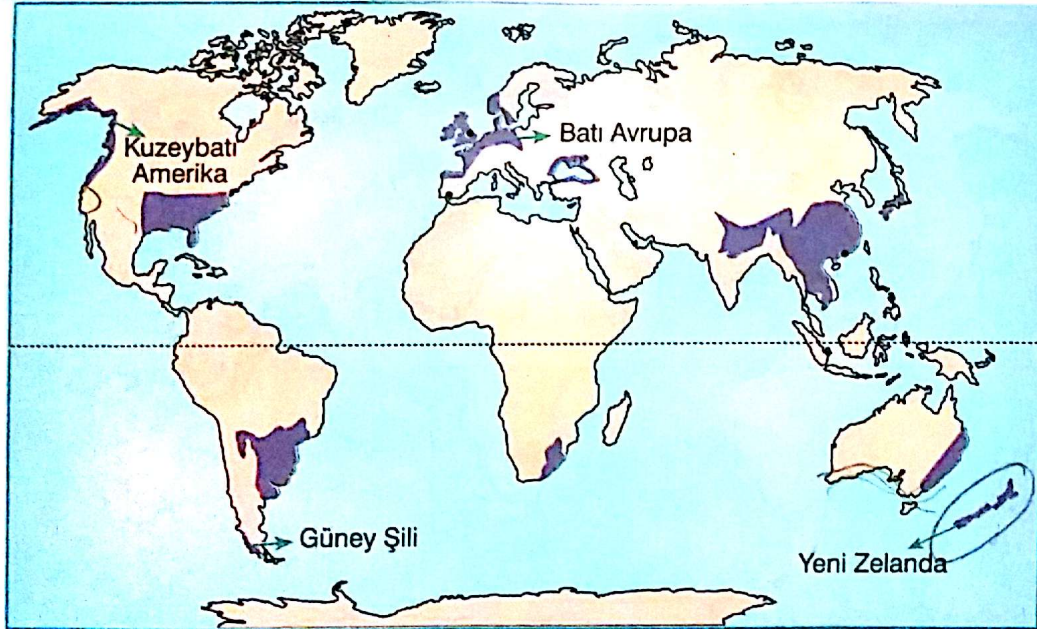 Kuzeybatı
Amerika
Batı Avrupa
Güney Şili
Yeni Zelanda